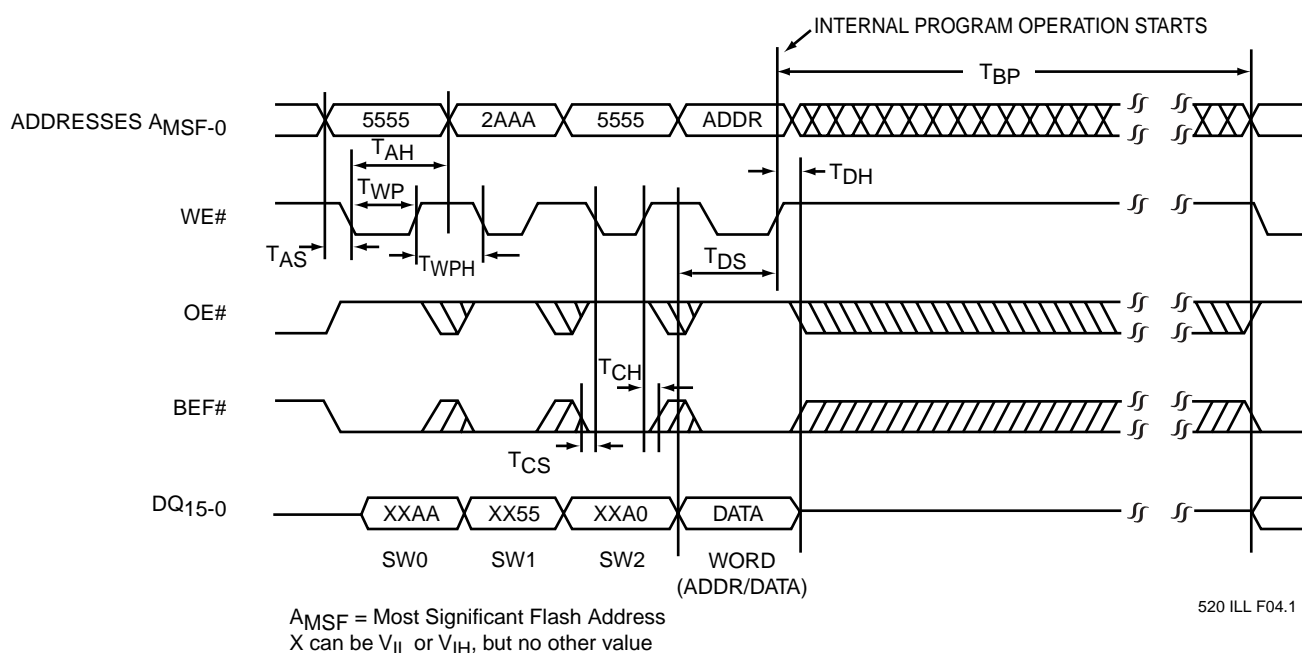 INTERNAL PROGRAM OPERATION STARTS
TBP
ADDRESSES AMSF-0
5555 2AAA 5555 ADDR
TAH
TDH
TWP
WE#
TAS
TWPH
TDS
OE#
TCH
BEF#
TCS
DQ15-0
XXAA XX55 XXA0 DATA
SW0 SW1 SW2 WORD
(ADDR/DATA)
AMSF = Most Significant Flash Address
X can be VIL or VIH, but no other value
520 ILL F04.1